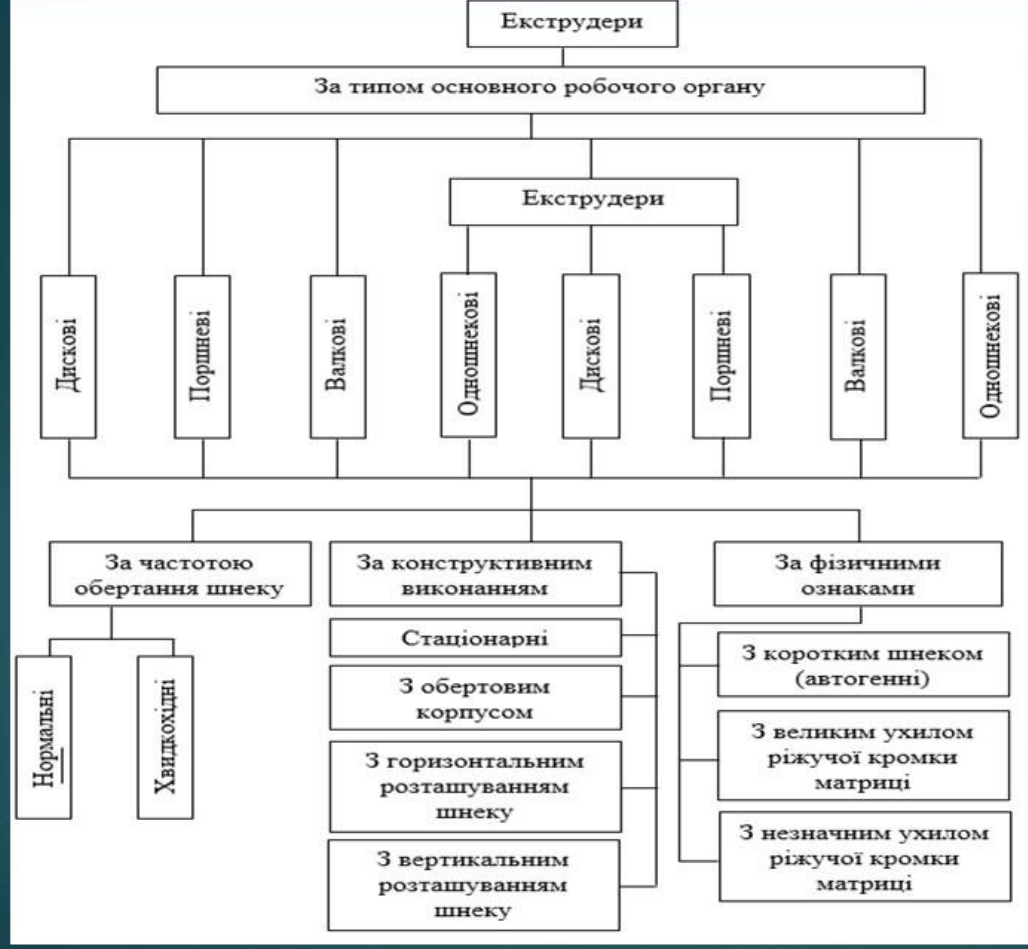 Екструдери
За типом основного робочого органу
Екструдери
Дискові
Поршневі
Валкові
Одношнекові
Дискові
Поршневі
Валкові
Одношнекові
За частотою
обертання шнеку
Нормальні
Хвидкохідні
За конструктивним
виконанням
Стаціонарні
З обертовим
корпусом
З горизонтальним
розташуванням
шнеку
З вертикальним
розташуванням
шнеку
За фізичними
ознаками
З коротким шнеком
(автогенні)
З великим ухилом
ріжучої кромки
матриці
З незначним ухилом
ріжучої кромки
матриці